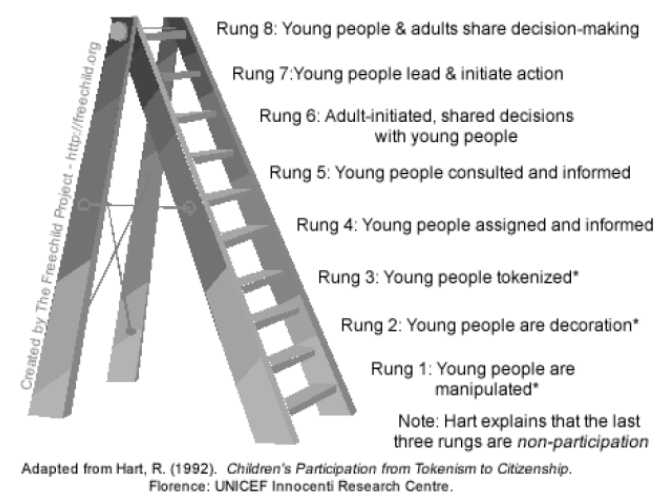 Rung 8: Young people & adults share decision-making
Rung 7:Young people lead & initiate action
Rung 6: Adult-initiated, shared decisions
with young people
Rung 5: Young people consulted and informed
Rung 4: Young people assigned and informed
Rung 3: Young people tokenized*
Rung 2: Young people are decoration*
Rung 1: Young people are
manipulated*
Note: Hart explains that the last
three rungs are non-participation
Created by The Freechild Project - http://freechild.org
Adapted from Hart, R. (1992). Children's Participation from Tokenism to Citizenship.
Florence: UNICEF Innocenti Research Centre.